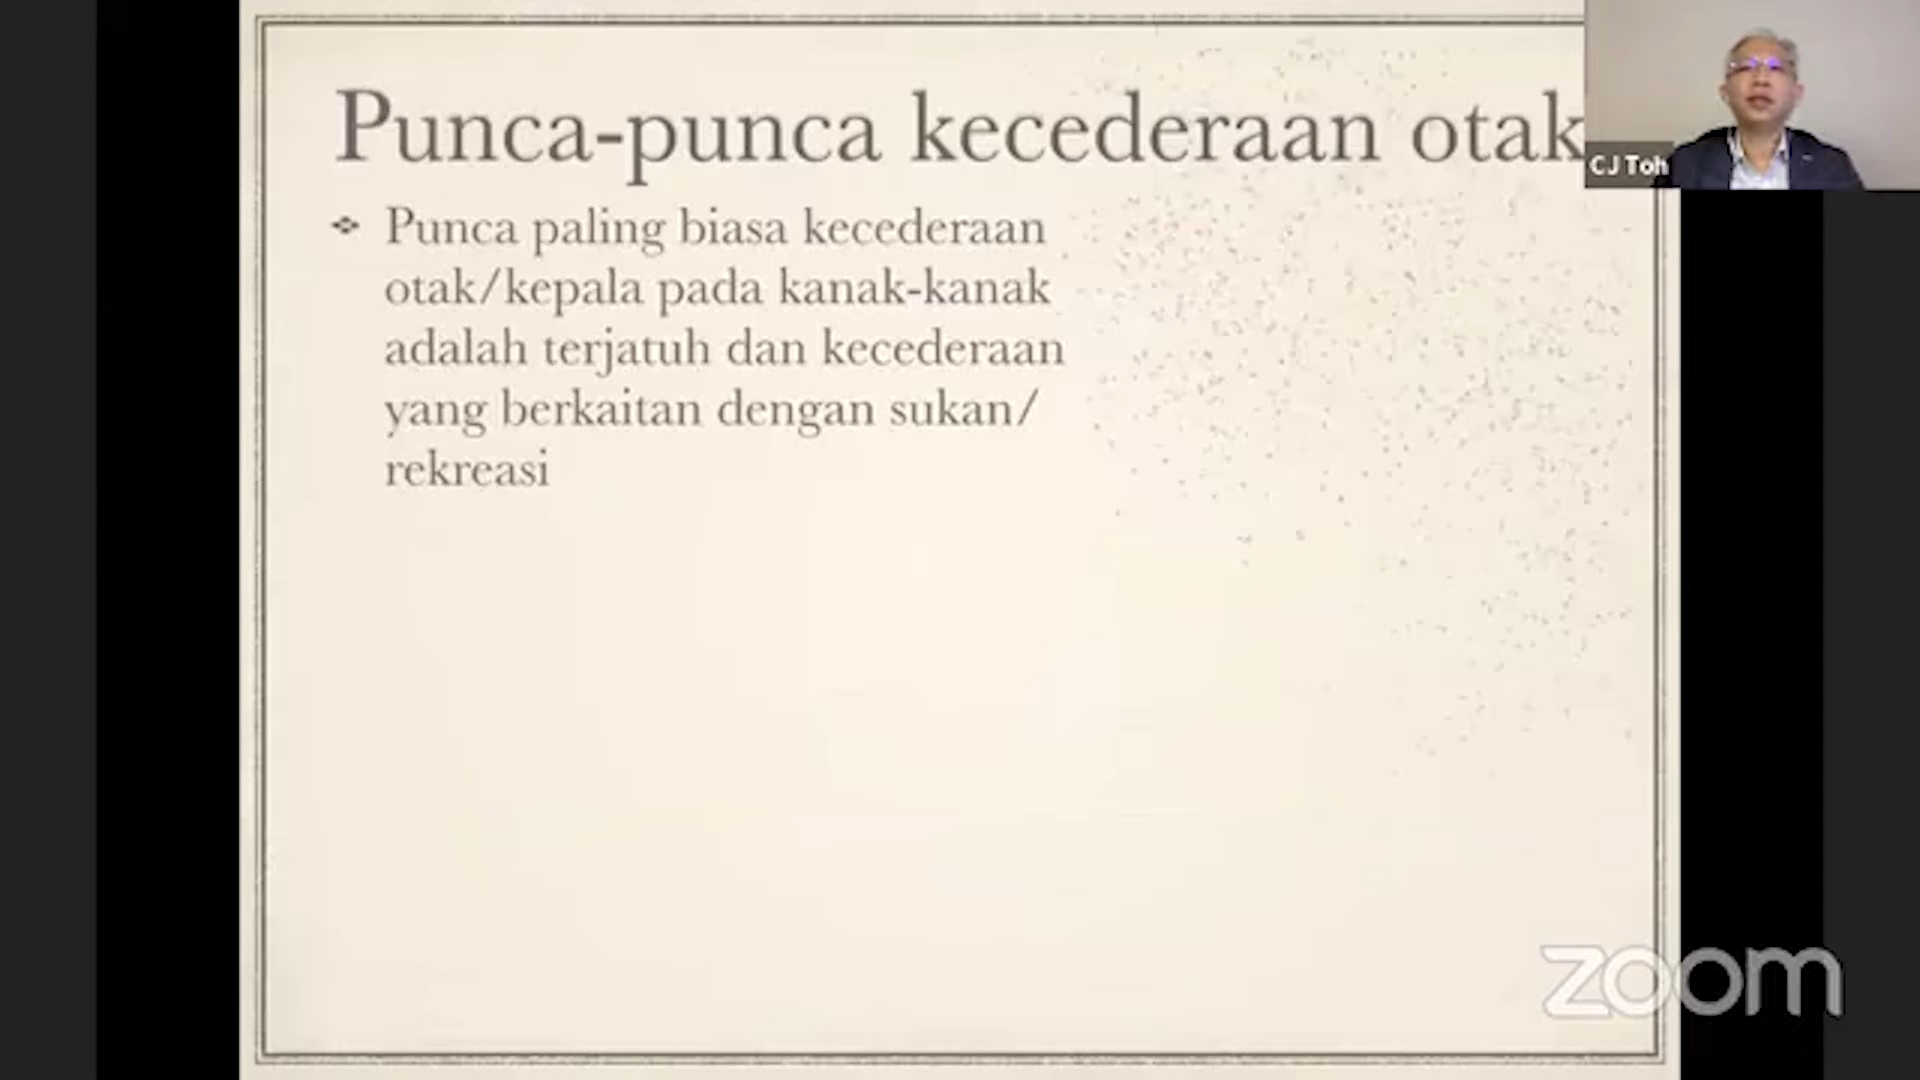 Punca-punca kecederaan otak
Punca paling biasa kecederaan
otak/kepala pada kanak-kanak
adalah terjatuh dan kecederaan
yang berkaitan dengan sukan/
rekreasi
CJ Toh
zoom